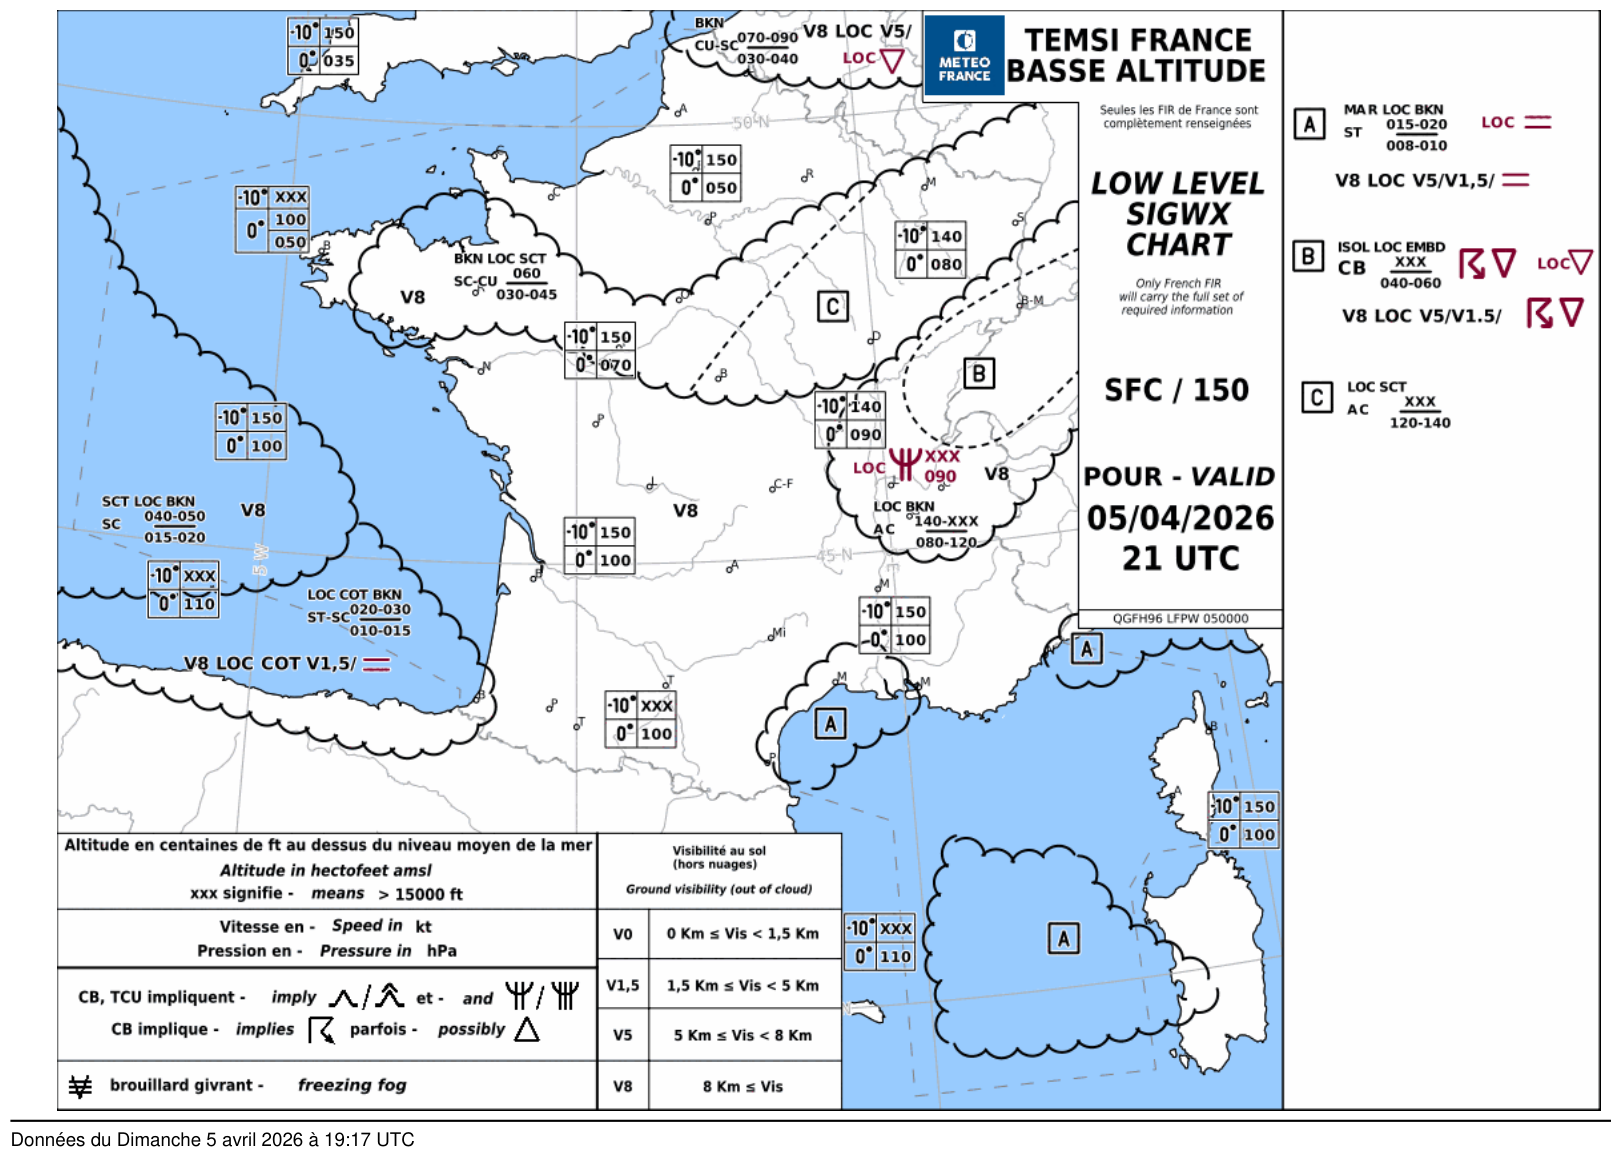 -10° 150
0° 035
BKN
CU-SC 070-090
030-040
V8 LOC V5/
LOC
METEO
FRANCE
TEMSI FRANCE
BASSE ALTITUDE
Seules les FIR de France sont
complètement renseignées
LOW LEVEL
SIGWX
CHART
Only French FIR
will carry the full set of
required information
SFC / 150
POUR - VALID
05/04/2026
21 UTC
QGFH96 LFPW 050000
A
MAR LOC BKN
ST 015-020
008-010
LOC
V8 LOC V5/V1,5/
B
ISOL LOC EMBD
CB XXX
040-060
LOC
V8 LOC V5/V1.5/
C
LOC SCT
AC XXX
120-140
A
50°N
-10° 150
0° 050
R
M
P
S
C
C
-10° XXX
0° 100
050
B
-10° 140
0° 080
BKN LOC SCT
SC-CU 060
030-045
V8
C
B-M
O
-10° 150
0° 070
N
B
D
B
-10° 140
0° 090
-10° 150
0° 100
P
LOC XXX
090
V8
L
C-F
V8
LOC BKN
AC 140-XXX
080-120
SCT LOC BKN
SC 040-050
015-020
V8
5 W
-10° 150
0° 100
45 N
B
A
M
-10° XXX
0° 110
LOC COT BKN
ST-SC 020-030
010-015
V8 LOC COT V1,5/
-10° 150
0° 100
Mi
A
N
T
M
M
B
P
T
-10° XXX
0° 100
A
P
B
A
-10° 150
0° 100
-10° XXX
0° 110
A
Altitude en centaines de ft au dessus du niveau moyen de la mer
Altitude in hectofeet amsl
xxx signifie - means > 15000 ft
Vitesse en - Speed in kt
Pression en - Pressure in hPa
CB, TCU impliquent - imply / et - and /
CB implique - implies parfois - possibly
brouillard givrant - freezing fog
Visibilité au sol
(hors nuages)
Ground visibility (out of cloud)
V0 0 Km ≤ Vis < 1,5 Km
V1,5 1,5 Km ≤ Vis < 5 Km
V5 5 Km ≤ Vis < 8 Km
V8 8 Km ≤ Vis
Données du Dimanche 5 avril 2026 à 19:17 UTC